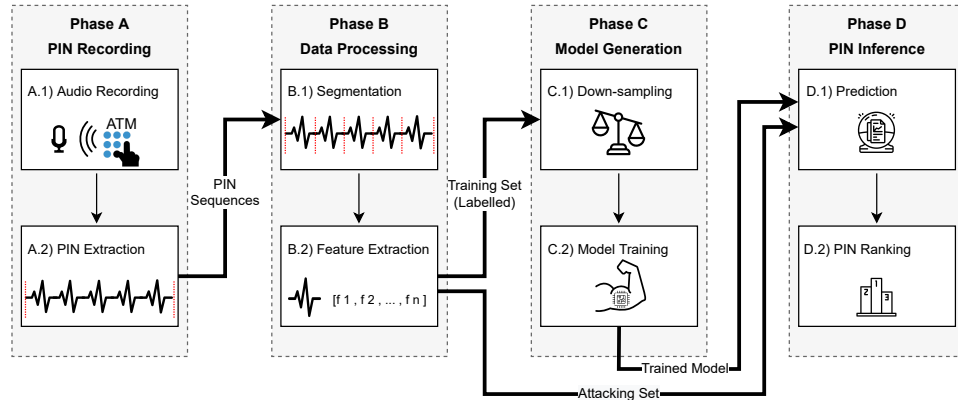 Phase A
PIN Recording
A.1) Audio Recording
ATM
A.2) PIN Extraction
PIN
Sequences
Phase B
Data Processing
B.1) Segmentation
B.2) Feature Extraction
[f 1 , f 2 , ... , f n ]
Training Set
(Labelled)
Phase C
Model Generation
C.1) Down-sampling
C.2) Model Training
Trained Model
Attacking Set
Phase D
PIN Inference
D.1) Prediction
D.2) PIN Ranking
2 1 3